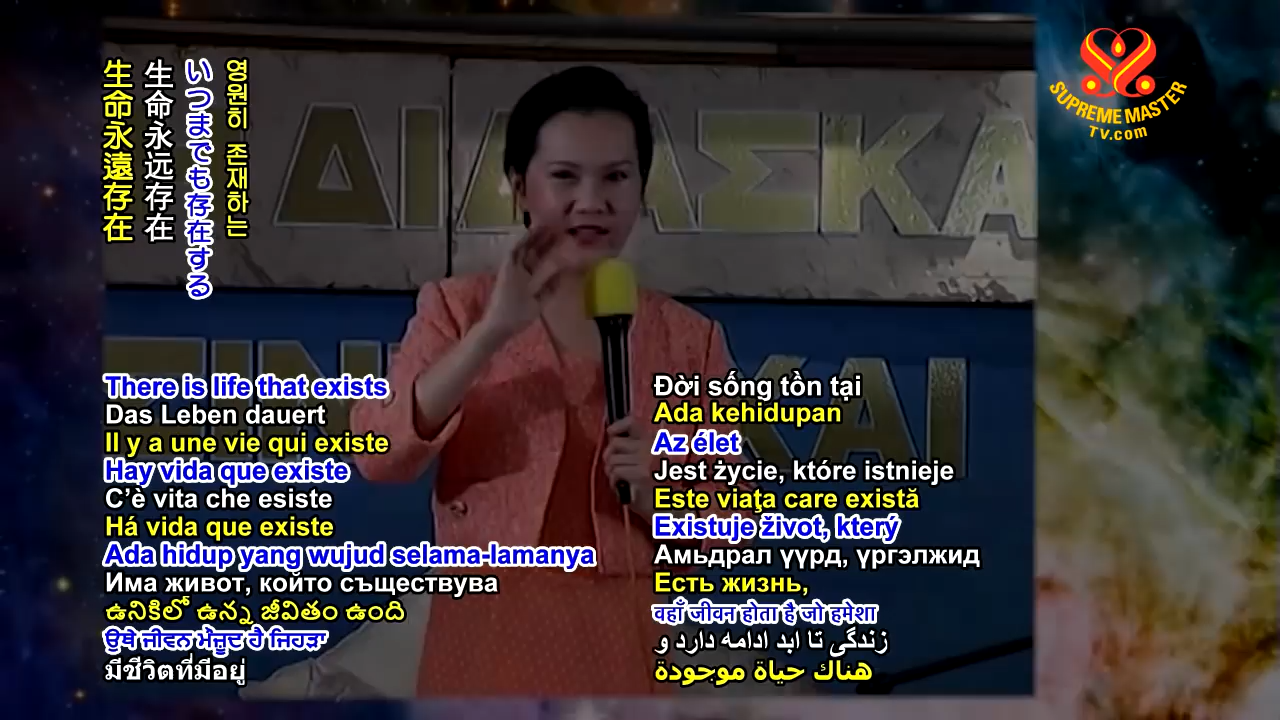 生命永遠存在
生命永远存在
いつまでも存在する
영원히 존재하는
SUPREME MASTER
TV.com
ΔΙΔΑΣΚΑ
ΚΑΙ
There is life that exists
Das Leben dauert
Il y a une vie qui existe
Hay vida que existe
C’è vita che esiste
Há vida que existe
Ada hidup yang wujud selama-lamanya
Има живот, който съществува
ఉనికిలో ఉన్న జీవితం ఉంది
ਉਥੇ ਜੀਵਨ ਮੌਜੂਦ ਹੈ ਜਿਹੜਾ
มีชีวิตที่มีอยู่
Đời sống tồn tại
Ada kehidupan
Az élet
Jest życie, które istnieje
Este viaţa care există
Existuje život, který
Амьдрал үүрд, үргэлжид
Есть жизнь,
वहाँ जीवन होता है जो हमेशा
زندگی تا ابد ادامه دارد و
هناك حياة موجودة